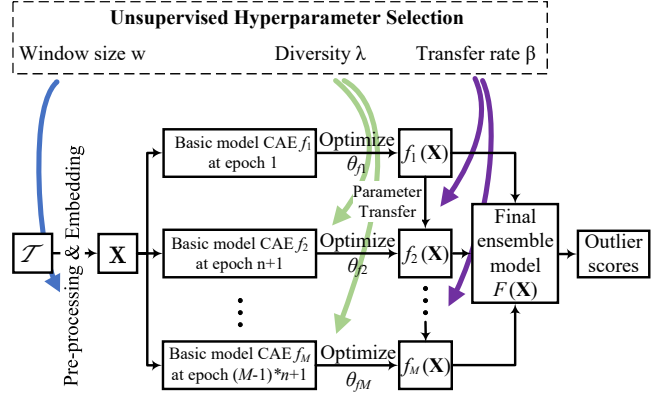 Unsupervised Hyperparameter Selection
Window size w
Diversity λ
Transfer rate β
Basic model CAE f₁
at epoch 1
Optimize
θf1
f₁(X)
Parameter
Transfer
𝒯
Pre-processing & Embedding
X
Basic model CAE f₂
at epoch n+1
Optimize
θf2
f₂(X)
Final
ensemble
model
F(X)
Outlier
scores
Basic model CAE fM
at epoch (M-1)*n+1
Optimize
θfM
fM(X)